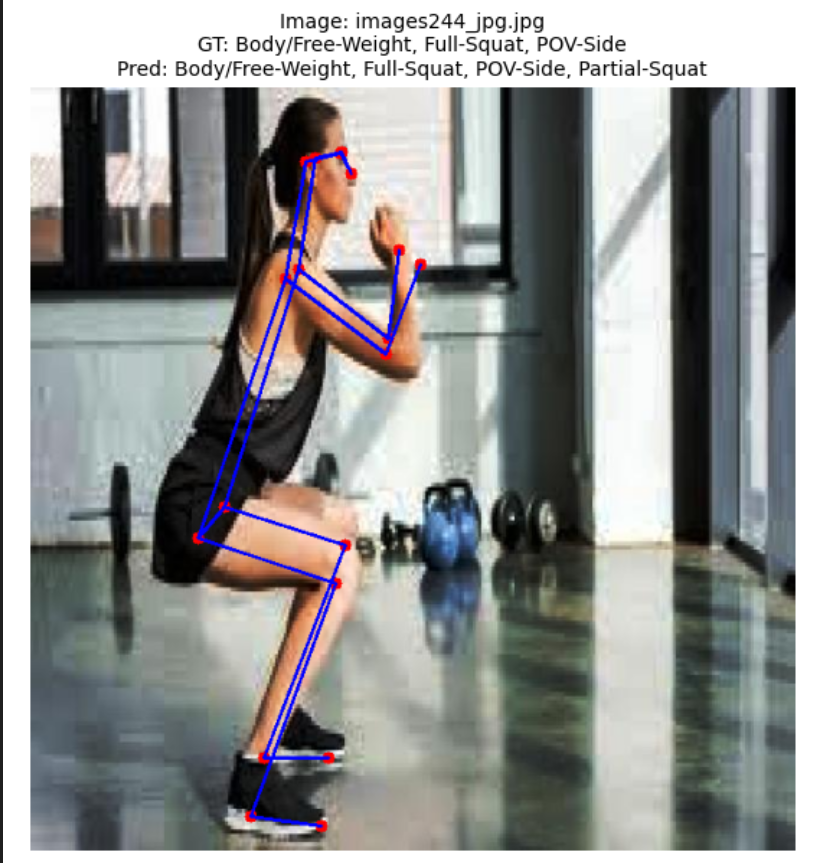 Image: images244_jpg.jpg
GT: Body/Free-Weight, Full-Squat, POV-Side
Pred: Body/Free-Weight, Full-Squat, POV-Side, Partial-Squat